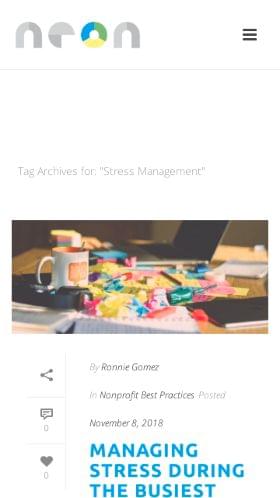 neon
Tag Archives for: "Stress Management"
By Ronnie Gomez
In Nonprofit Best Practices Posted
November 8, 2018
0
0
MANAGING
STRESS DURING
THE BUSIEST